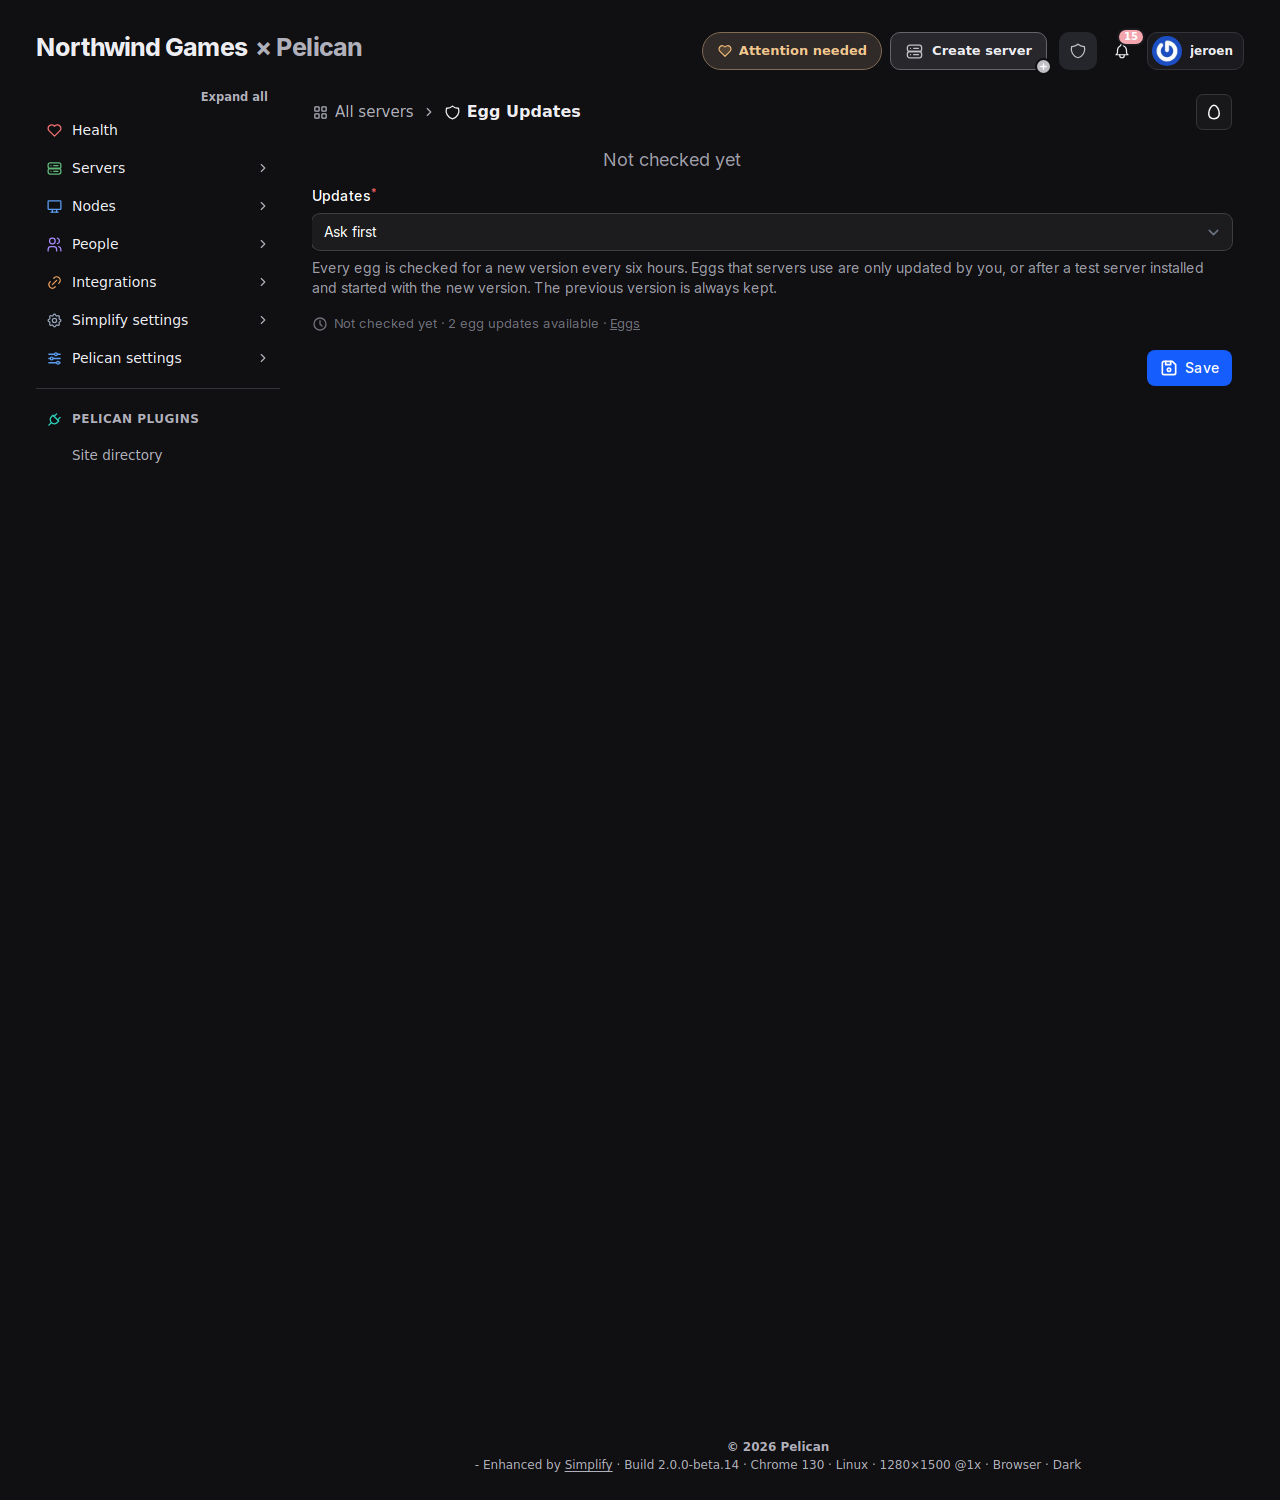 Northwind Games × Pelican
Attention needed
Create server
15
jeroen
Expand all
Health
Servers
Nodes
People
Integrations
Simplify settings
Pelican settings
PELICAN PLUGINS
Site directory
All servers
Egg Updates
Not checked yet
Updates*
Ask first
Every egg is checked for a new version every six hours. Eggs that servers use are only updated by you, or after a test server installed
and started with the new version. The previous version is always kept.
Not checked yet · 2 egg updates available · Eggs
Save
© 2026 Pelican
- Enhanced by Simplify · Build 2.0.0-beta.14 · Chrome 130 · Linux · 1280×1500 @1x · Browser · Dark